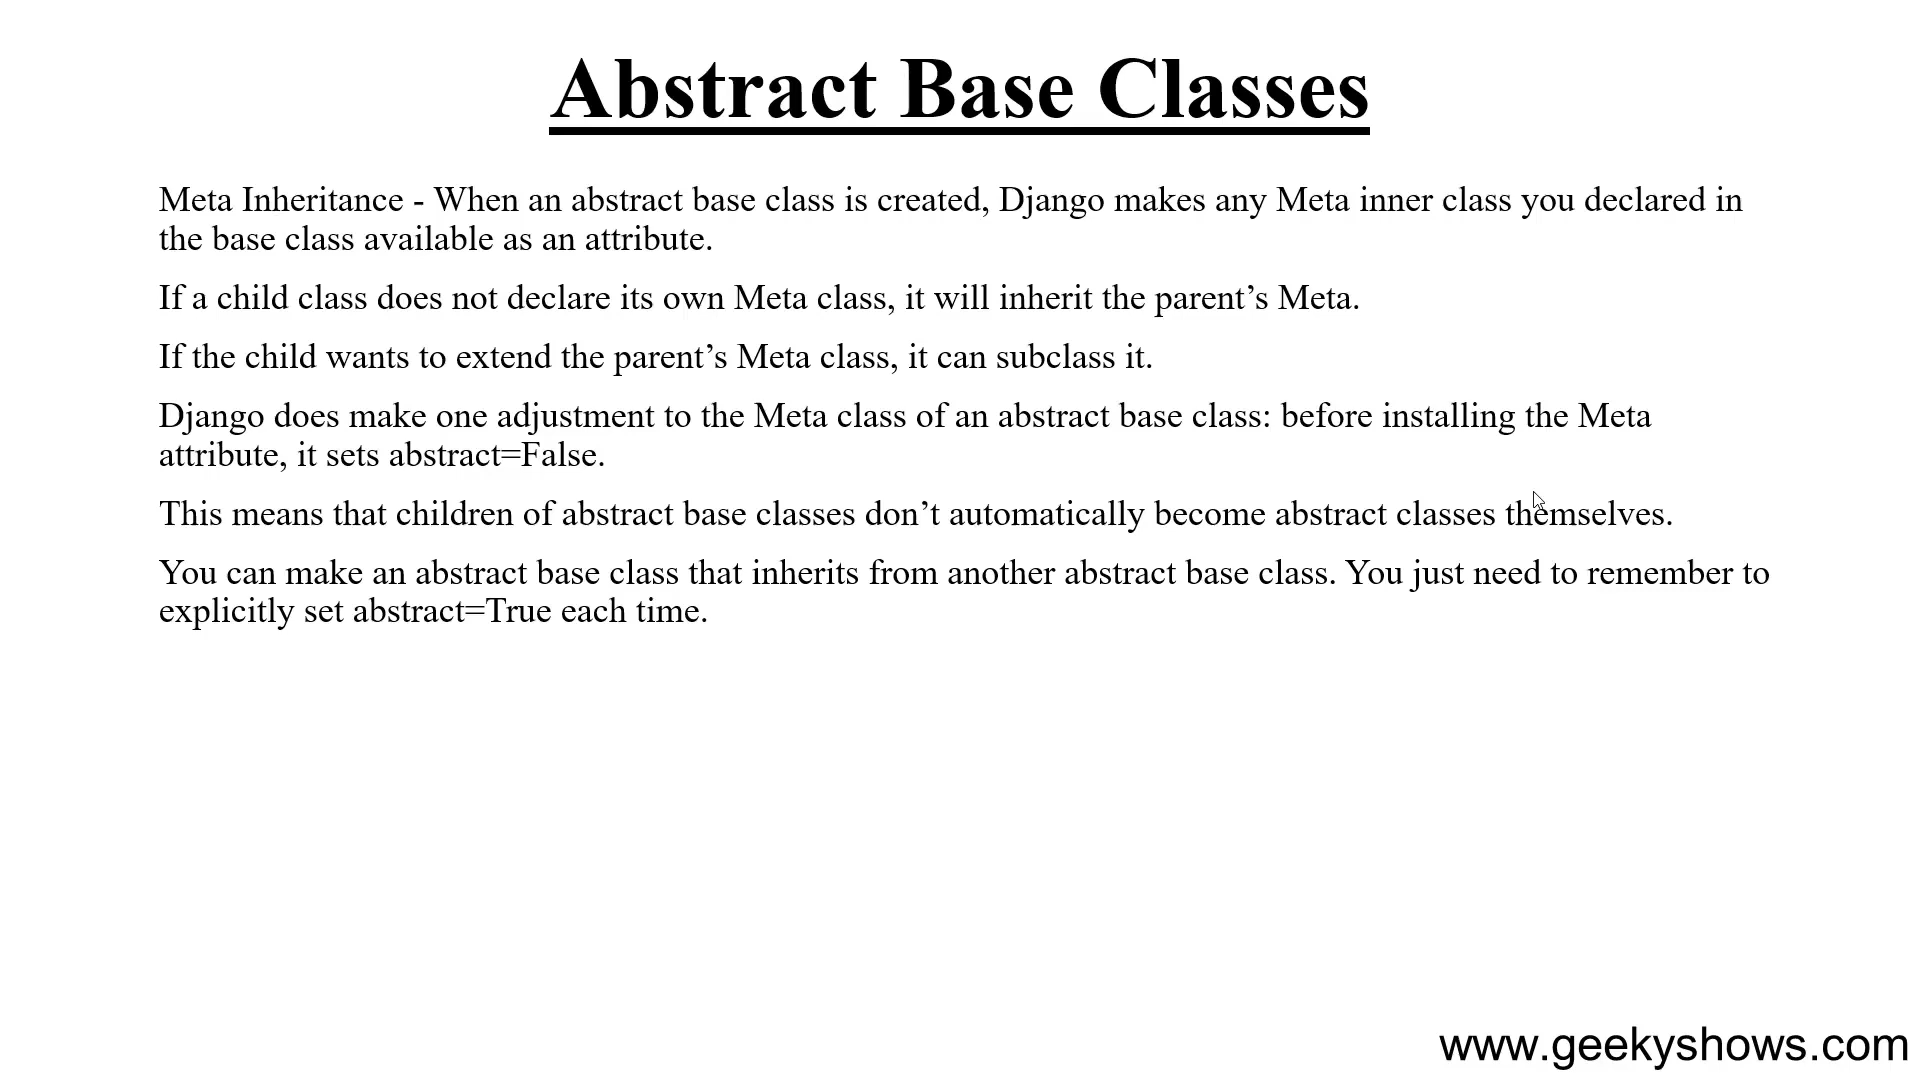 Abstract Base Classes
Meta Inheritance - When an abstract base class is created, Django makes any Meta inner class you declared in
the base class available as an attribute.
If a child class does not declare its own Meta class, it will inherit the parent’s Meta.
If the child wants to extend the parent’s Meta class, it can subclass it.
Django does make one adjustment to the Meta class of an abstract base class: before installing the Meta
attribute, it sets abstract=False.
This means that children of abstract base classes don’t automatically become abstract classes themselves.
You can make an abstract base class that inherits from another abstract base class. You just need to remember to
explicitly set abstract=True each time.
www.geekyshows.com